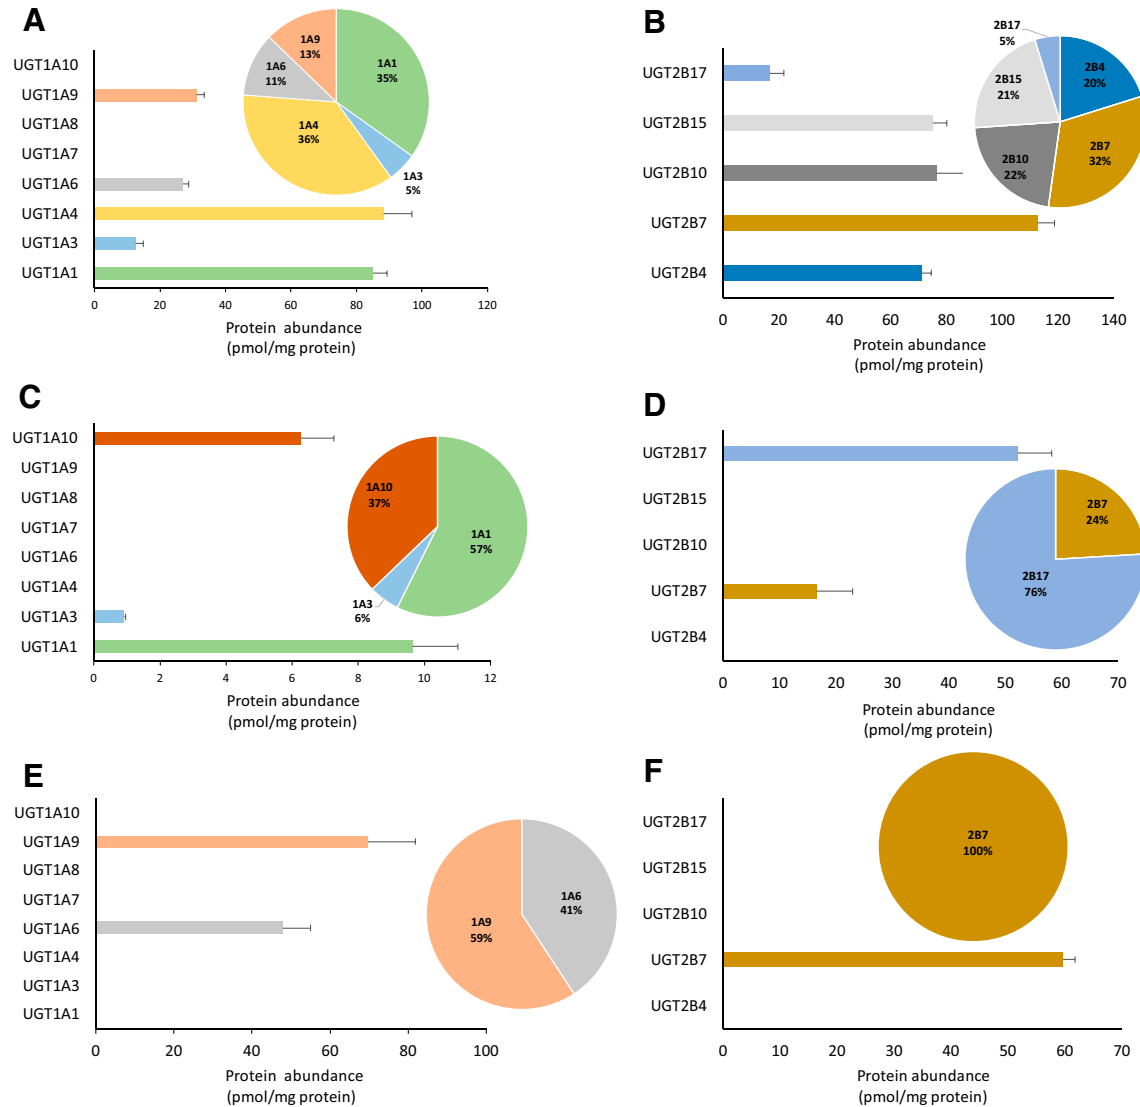 A
UGT1A10
UGT1A9
UGT1A8
UGT1A7
UGT1A6
UGT1A4
UGT1A3
UGT1A1
0 20 40 60 80 100 120
Protein abundance
(pmol/mg protein)
1A9
13%
1A1
35%
1A6
11%
1A4
36%
1A3
5%
B
UGT2B17
UGT2B15
UGT2B10
UGT2B7
UGT2B4
0 20 40 60 80 100 120 140
Protein abundance
(pmol/mg protein)
2B17
5%
2B4
20%
2B15
21%
2B7
32%
2B10
22%
C
UGT1A10
UGT1A9
UGT1A8
UGT1A7
UGT1A6
UGT1A4
UGT1A3
UGT1A1
0 2 4 6 8 10 12
Protein abundance
(pmol/mg protein)
1A10
37%
1A1
57%
1A3
6%
D
UGT2B17
UGT2B15
UGT2B10
UGT2B7
UGT2B4
0 10 20 30 40 50 60 70
Protein abundance
(pmol/mg protein)
2B7
24%
2B17
76%
E
UGT1A10
UGT1A9
UGT1A8
UGT1A7
UGT1A6
UGT1A4
UGT1A3
UGT1A1
0 20 40 60 80 100
Protein abundance
(pmol/mg protein)
1A6
41%
1A9
59%
F
UGT2B17
UGT2B15
UGT2B10
UGT2B7
UGT2B4
0 10 20 30 40 50 60 70
Protein abundance
(pmol/mg protein)
2B7
100%